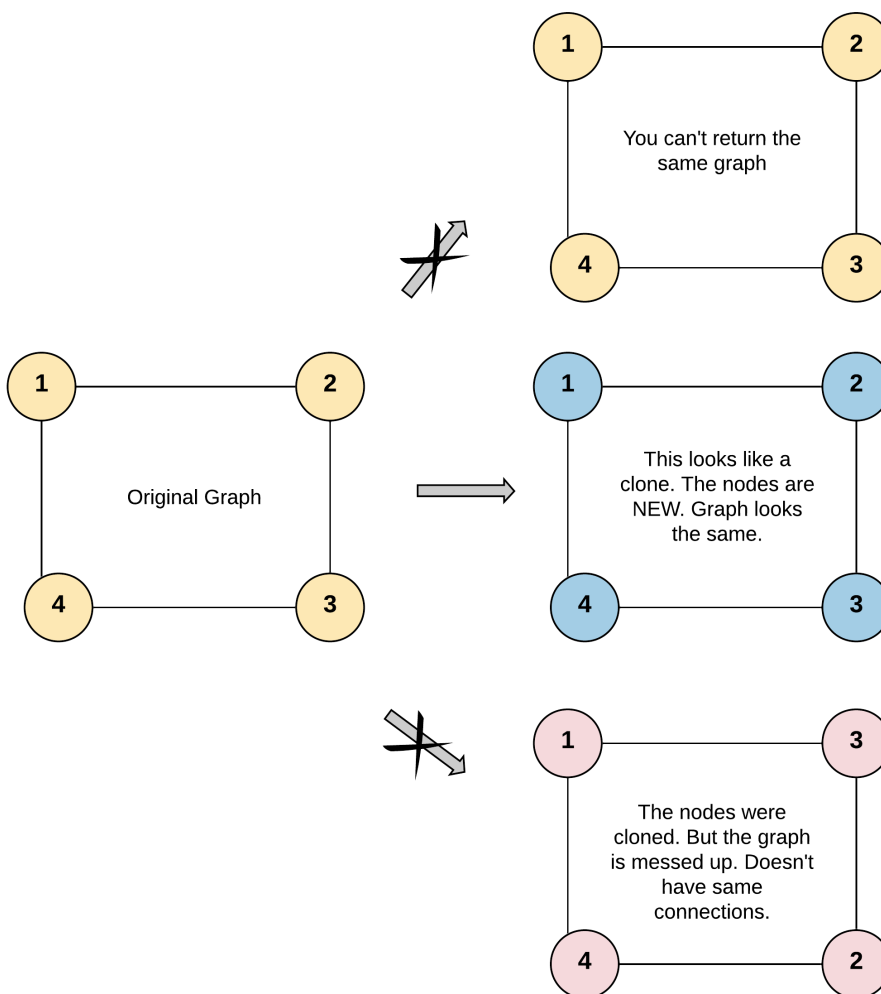 1
2
You can't return the
same graph
4
3
1
2
Original Graph
4
3
1
2
This looks like a
clone. The nodes are
NEW. Graph looks
the same.
4
3
1
3
The nodes were
cloned. But the graph
is messed up. Doesn't
have same
connections.
4
2